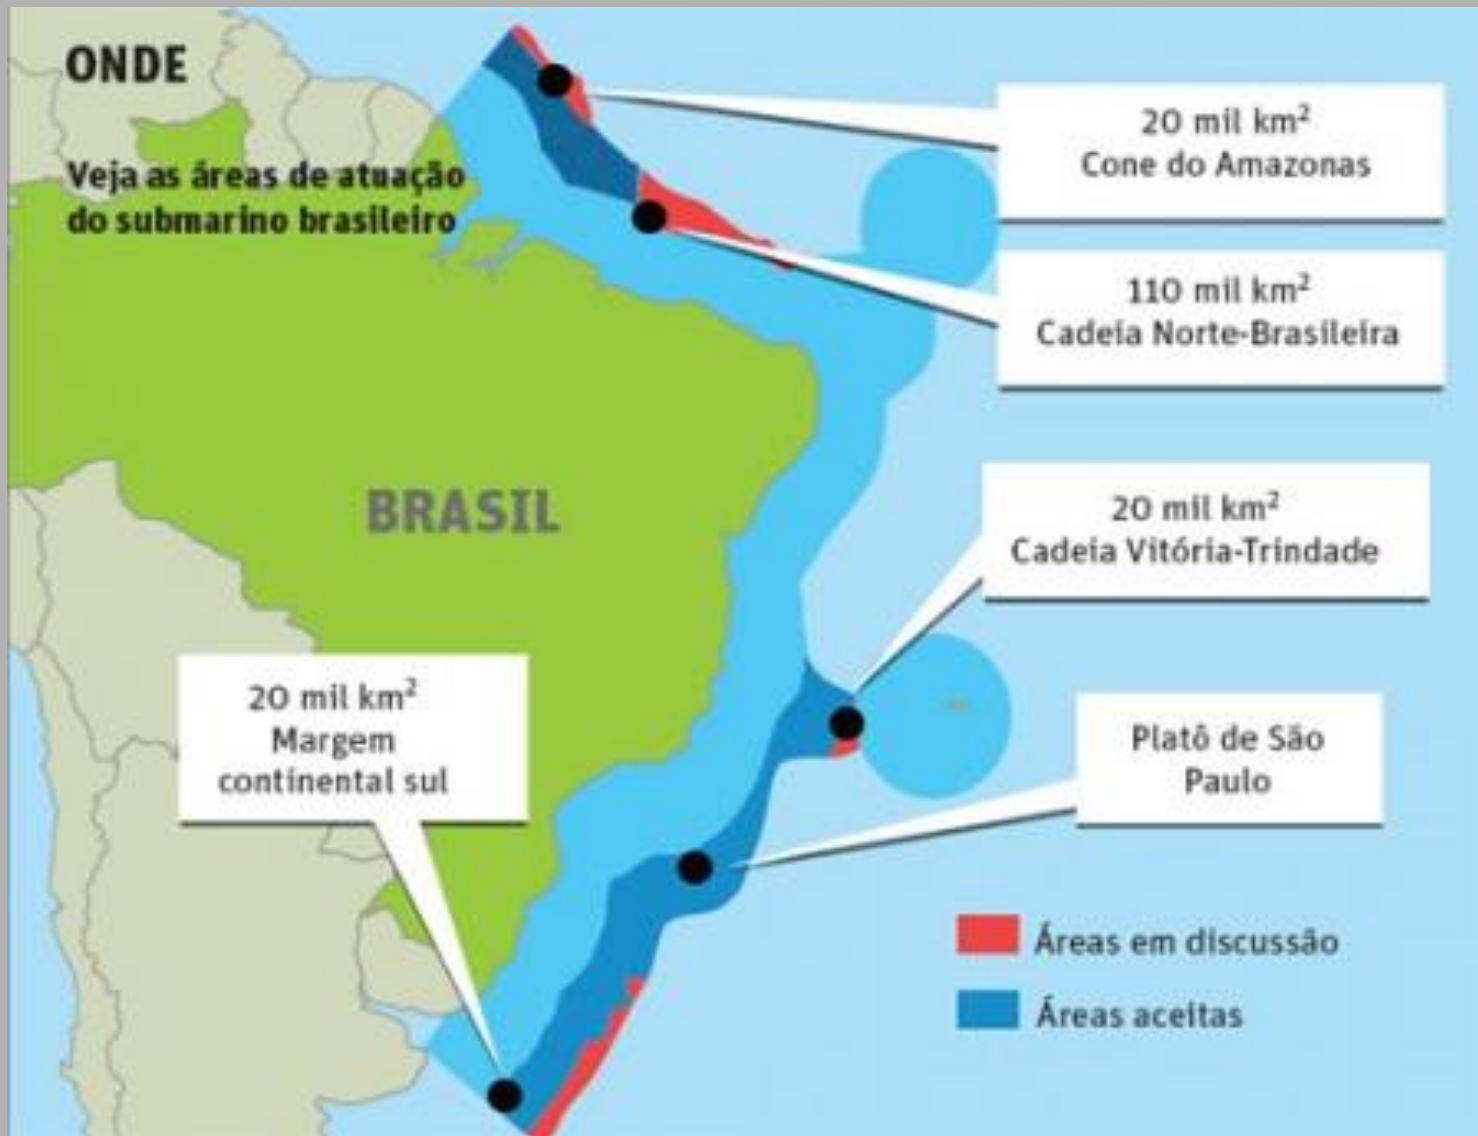 ONDE
Veja as áreas de atuação
do submarino brasileiro
20 mil km²
Cone do Amazonas
110 mil km²
Cadeia Norte-Brasileira
BRASIL
20 mil km²
Cadeia Vitória-Trindade
20 mil km²
Margem
continental sul
Platô de São
Paulo
Áreas em discussão
Áreas aceitas